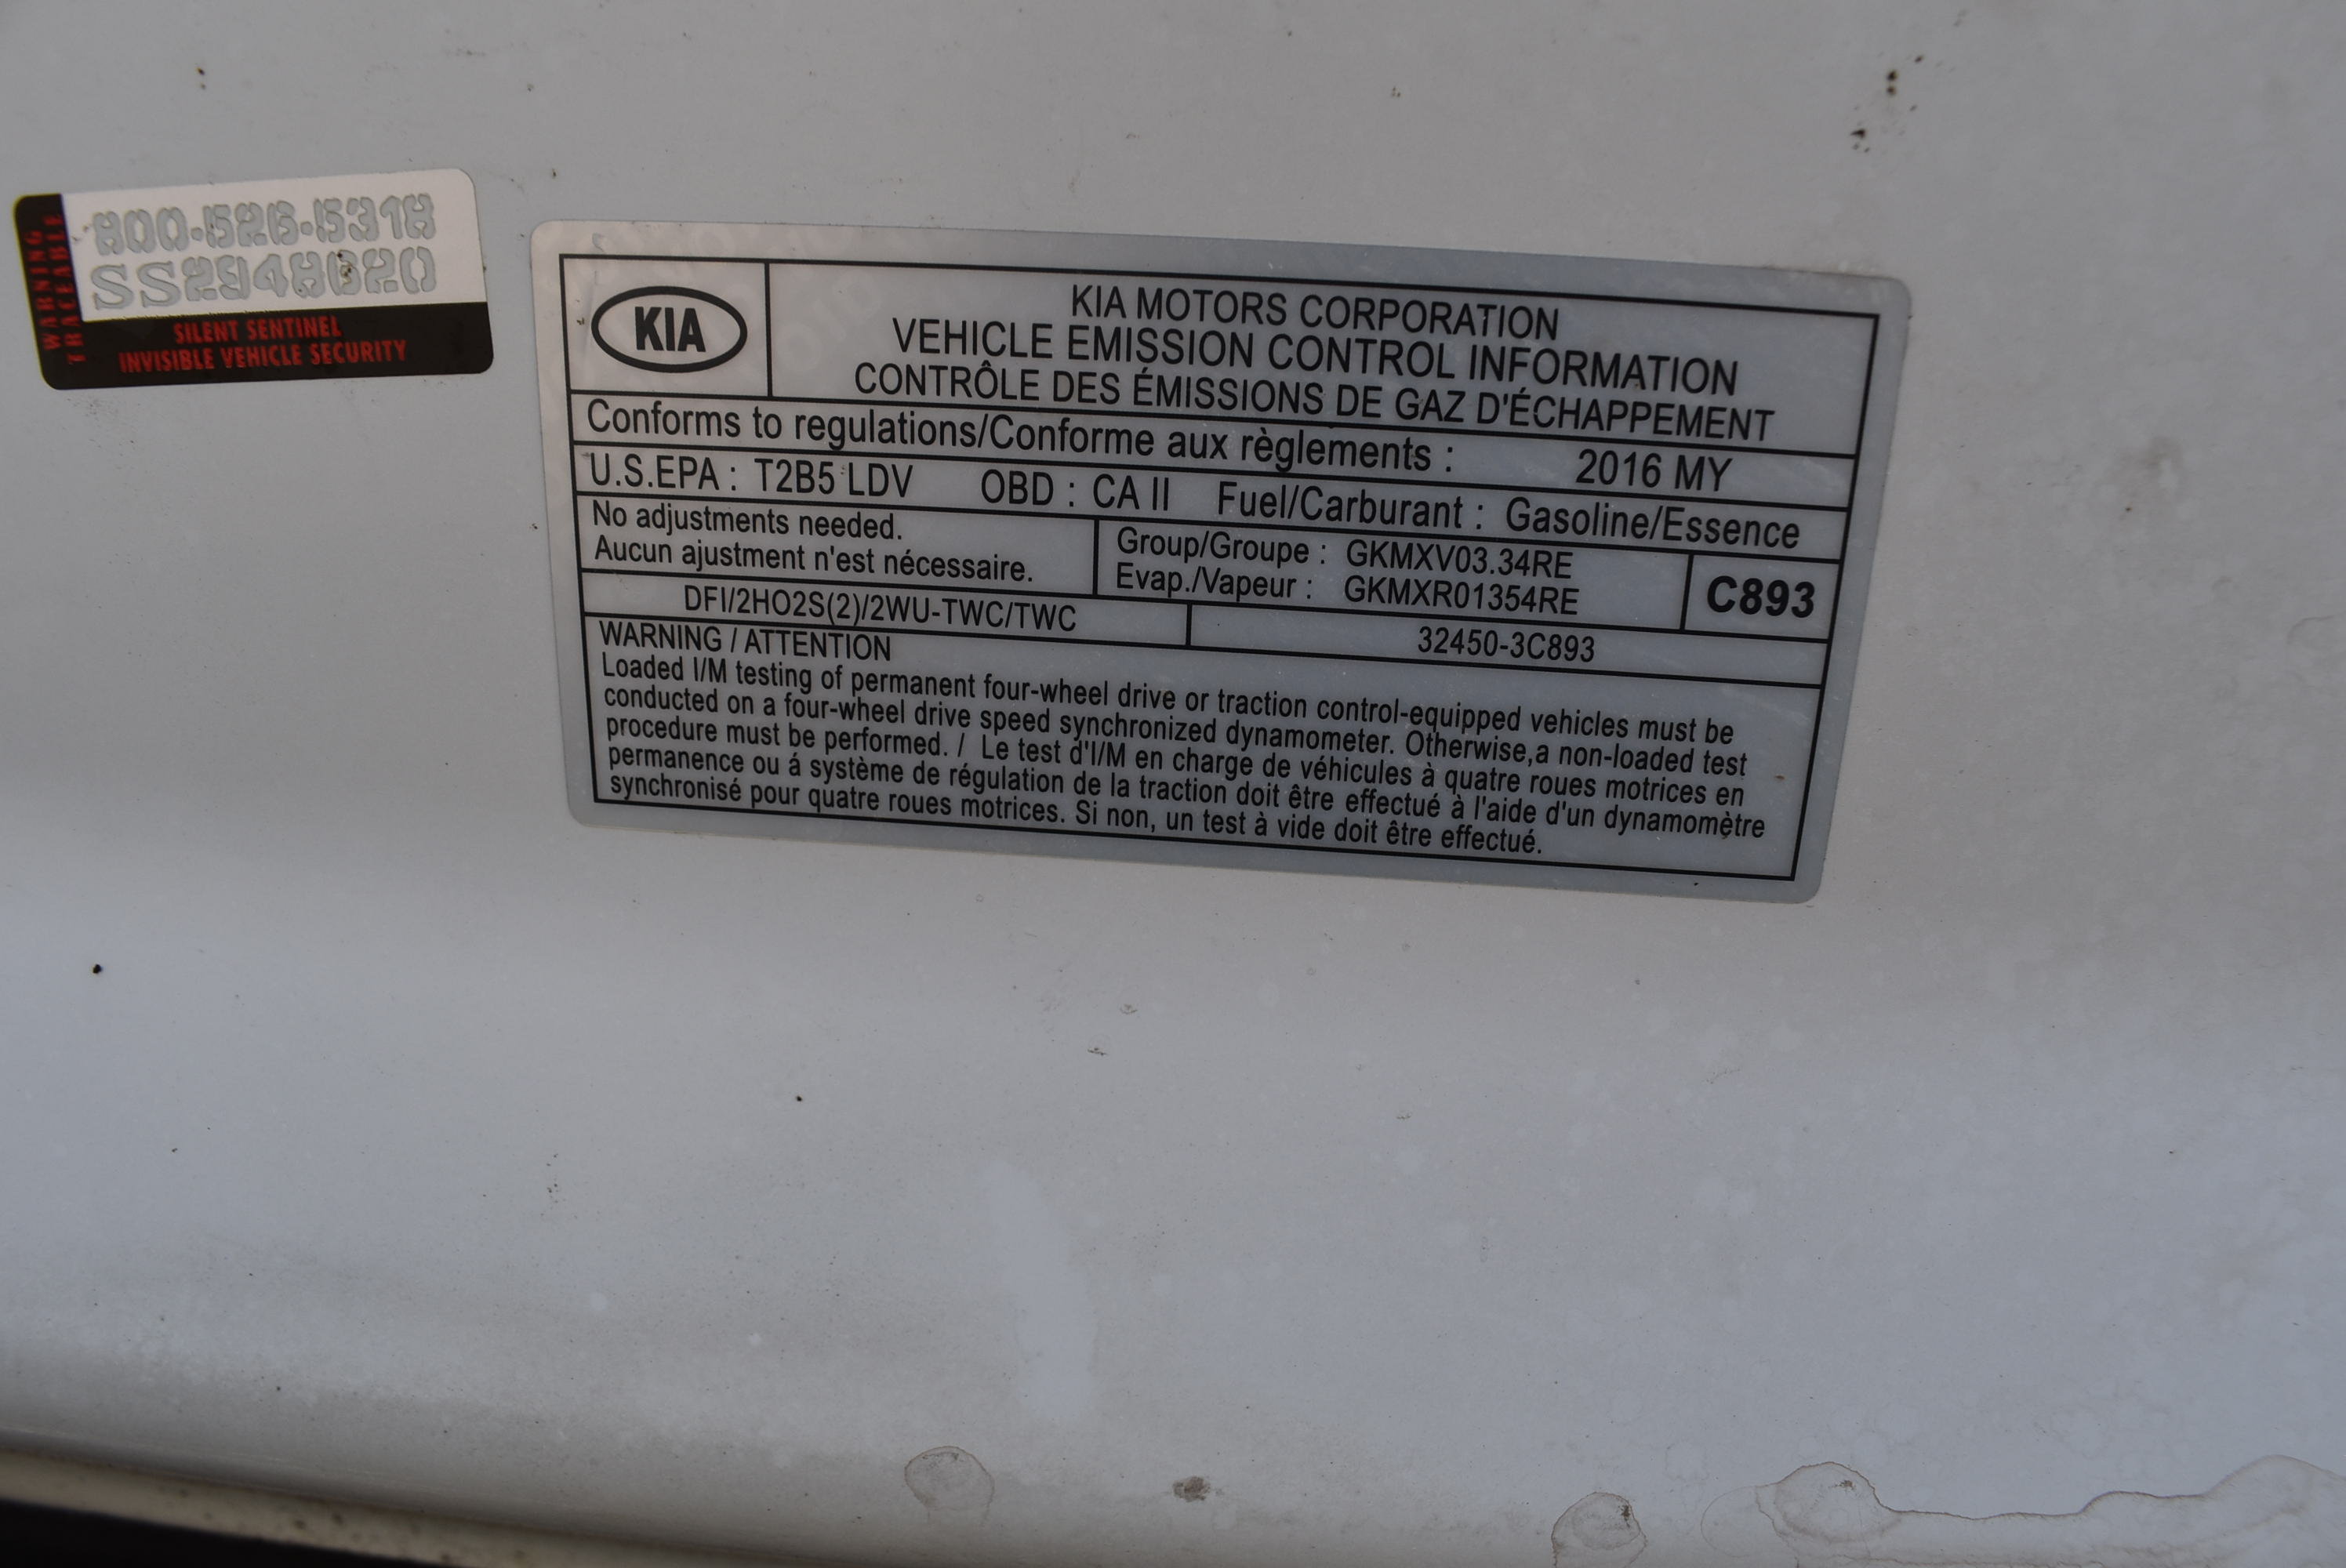 WARNING
TRACEABLE
800-526-5318
SS2948620
SILENT SENTINEL
INVISIBLE VEHICLE SECURITY
KIA
KIA MOTORS CORPORATION
VEHICLE EMISSION CONTROL INFORMATION
CONTRÔLE DES ÉMISSIONS DE GAZ D'ÉCHAPPEMENT
Conforms to regulations/Conforme aux règlements : 2016 MY
U.S.EPA : T2B5 LDV OBD : CA II Fuel/Carburant : Gasoline/Essence
No adjustments needed.
Aucun ajustment n'est nécessaire.
Group/Groupe : GKMXV03.34RE
Evap./Vapeur : GKMXR01354RE
C893
DFI/2HO2S(2)/2WU-TWC/TWC
32450-3C893
WARNING / ATTENTION
Loaded I/M testing of permanent four-wheel drive or traction control-equipped vehicles must be
conducted on a four-wheel drive speed synchronized dynamometer. Otherwise,a non-loaded test
procedure must be performed. / Le test d'I/M en charge de véhicules à quatre roues motrices en
permanence ou á système de régulation de la traction doit être effectué à l'aide d'un dynamomètre
synchronisé pour quatre roues motrices. Si non, un test à vide doit être effectué.